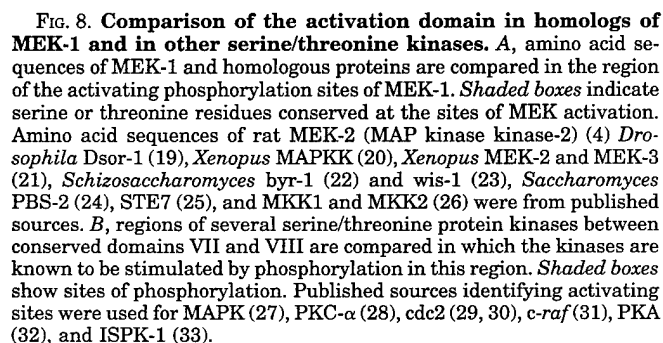 FIG. 8. Comparison of the activation domain in homologs of
MEK-1 and in other serine/threonine kinases. A, amino acid se-
quences of MEK-1 and homologous proteins are compared in the region
of the activating phosphorylation sites of MEK-1. Shaded boxes indicate
serine or threonine residues conserved at the sites of MEK activation.
Amino acid sequences of rat MEK-2 (MAP kinase kinase-2) (4) Dro-
sophila Dsor-1 (19), Xenopus MAPKK (20), Xenopus MEK-2 and MEK-3
(21), Schizosaccharomyces byr-1 (22) and wis-1 (23), Saccharomyces
PBS-2 (24), STE7 (25), and MKK1 and MKK2 (26) were from published
sources. B, regions of several serine/threonine protein kinases between
conserved domains VII and VIII are compared in which the kinases are
known to be stimulated by phosphorylation in this region. Shaded boxes
show sites of phosphorylation. Published sources identifying activating
sites were used for MAPK (27), PKC-α (28), cdc2 (29, 30), c-raf (31), PKA
(32), and ISPK-1 (33).